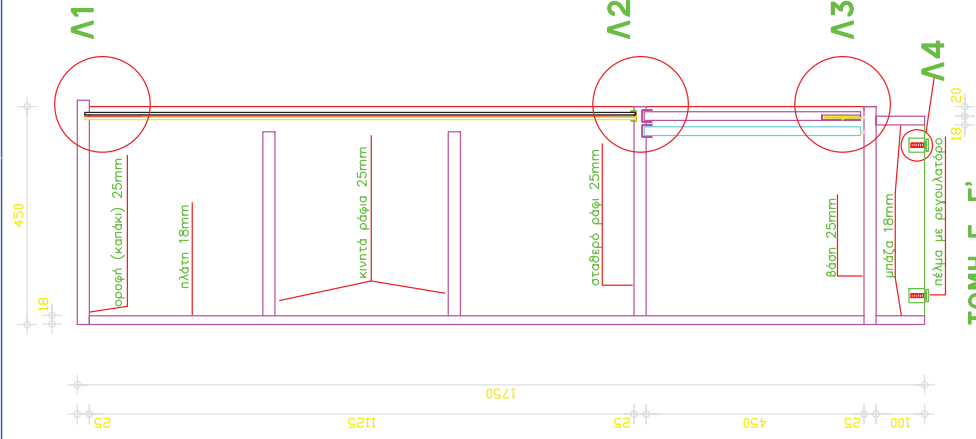 Λ1
Λ2
Λ3
Λ4
450
18
20
18
οροφή (καπάκι) 25mm
πλάτη 18mm
κινητά ράφια 25mm
σταθερό ράφι 25mm
βάση 25mm
μπάζα 18mm
πέλμα με ρεγουλατόρο
1750
25
1125
25
450
25
100